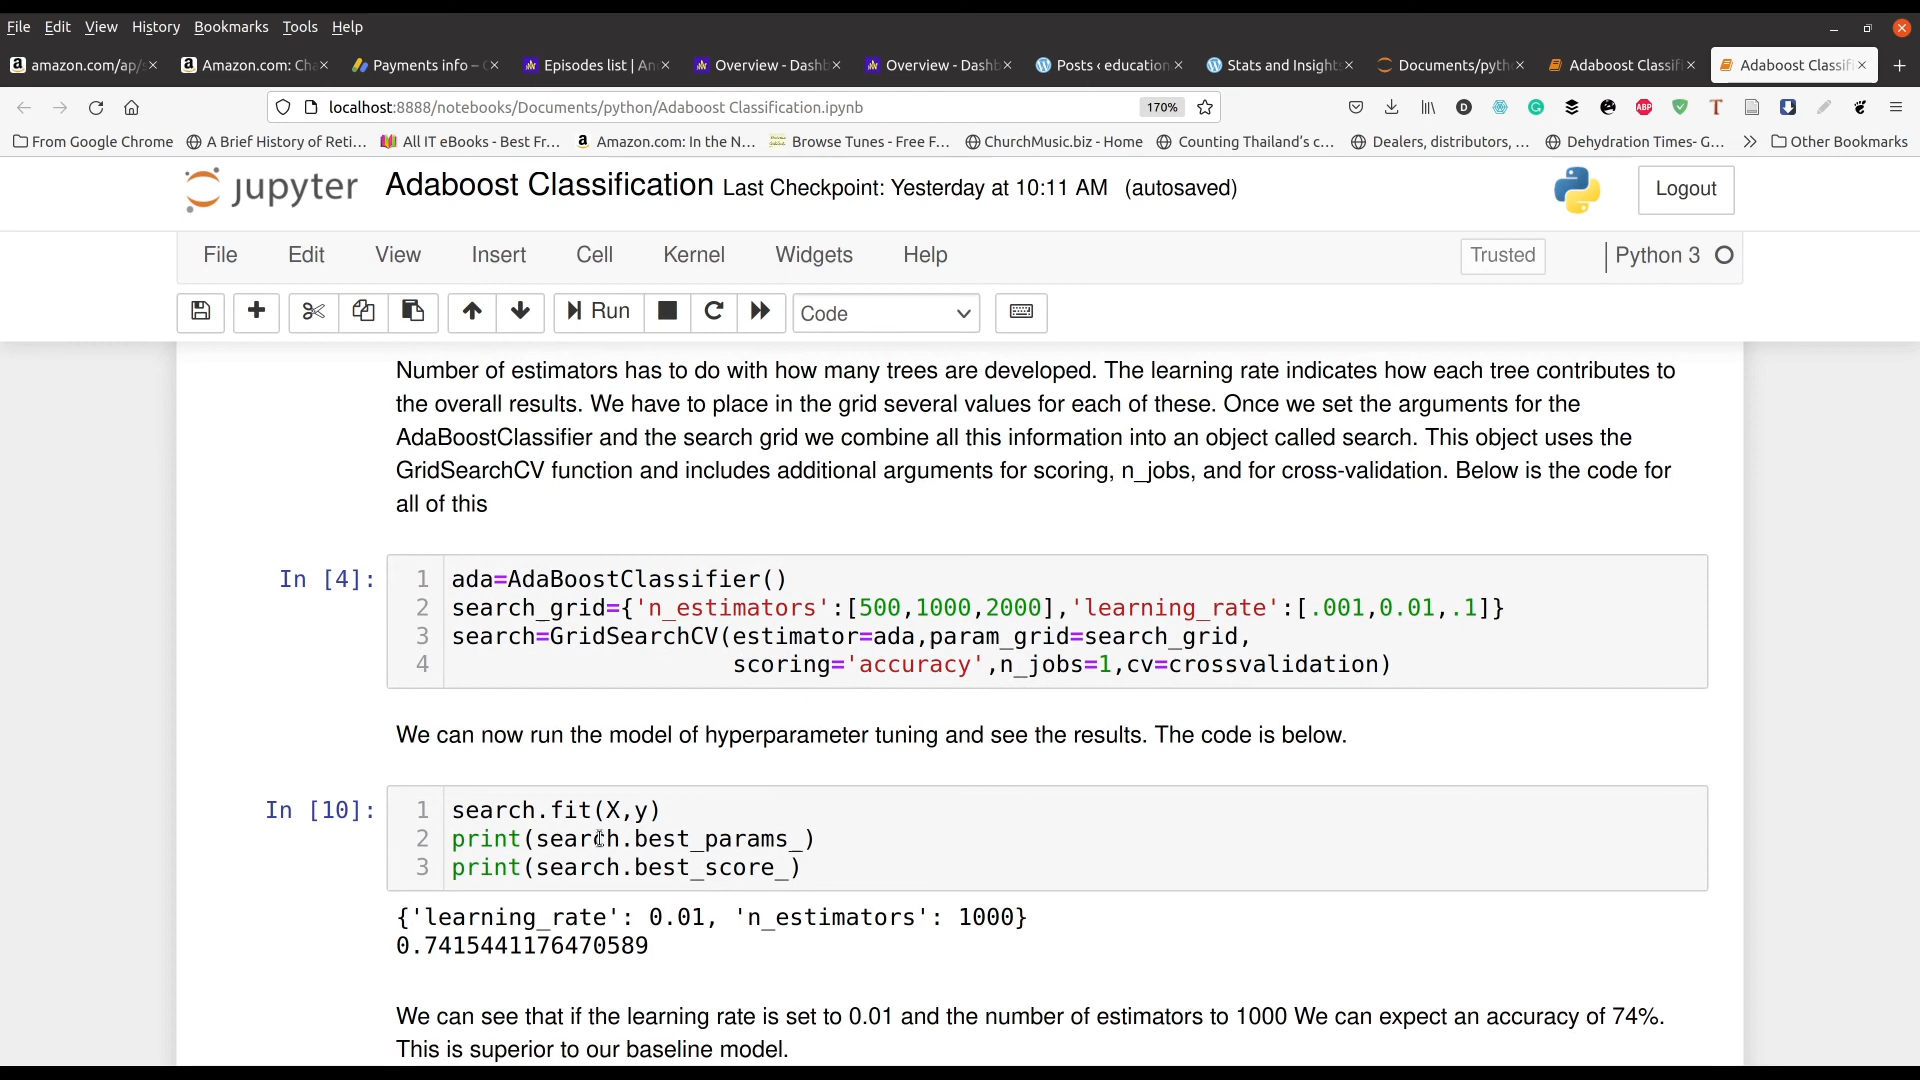 File Edit View History Bookmarks Tools Help
amazon.com/ap/s Amazon.com: Cha Payments info – G Episodes list | An Overview - Dashb Overview - Dashb Posts ‹ education Stats and Insights Documents/pyth Adaboost Classifi Adaboost Classifi
localhost:8888/notebooks/Documents/python/Adaboost Classification.ipynb 170%
From Google Chrome A Brief History of Reti... All IT eBooks - Best Fr... Amazon.com: In the N... Browse Tunes - Free F... ChurchMusic.biz - Home Counting Thailand's c... Dealers, distributors, ... Dehydration Times- G... Other Bookmarks
jupyter Adaboost Classification Last Checkpoint: Yesterday at 10:11 AM (autosaved) Logout
File Edit View Insert Cell Kernel Widgets Help Trusted Python 3
Run Code
Number of estimators has to do with how many trees are developed. The learning rate indicates how each tree contributes to
the overall results. We have to place in the grid several values for each of these. Once we set the arguments for the
AdaBoostClassifier and the search grid we combine all this information into an object called search. This object uses the
GridSearchCV function and includes additional arguments for scoring, n_jobs, and for cross-validation. Below is the code for
all of this
In [4]: 1 ada=AdaBoostClassifier()
2 search_grid={'n_estimators':[500,1000,2000],'learning_rate':[.001,0.01,.1]}
3 search=GridSearchCV(estimator=ada,param_grid=search_grid,
4 scoring='accuracy',n_jobs=1,cv=crossvalidation)
We can now run the model of hyperparameter tuning and see the results. The code is below.
In [10]: 1 search.fit(X,y)
2 print(search.best_params_)
3 print(search.best_score_)
{'learning_rate': 0.01, 'n_estimators': 1000}
0.7415441176470589
We can see that if the learning rate is set to 0.01 and the number of estimators to 1000 We can expect an accuracy of 74%.
This is superior to our baseline model.